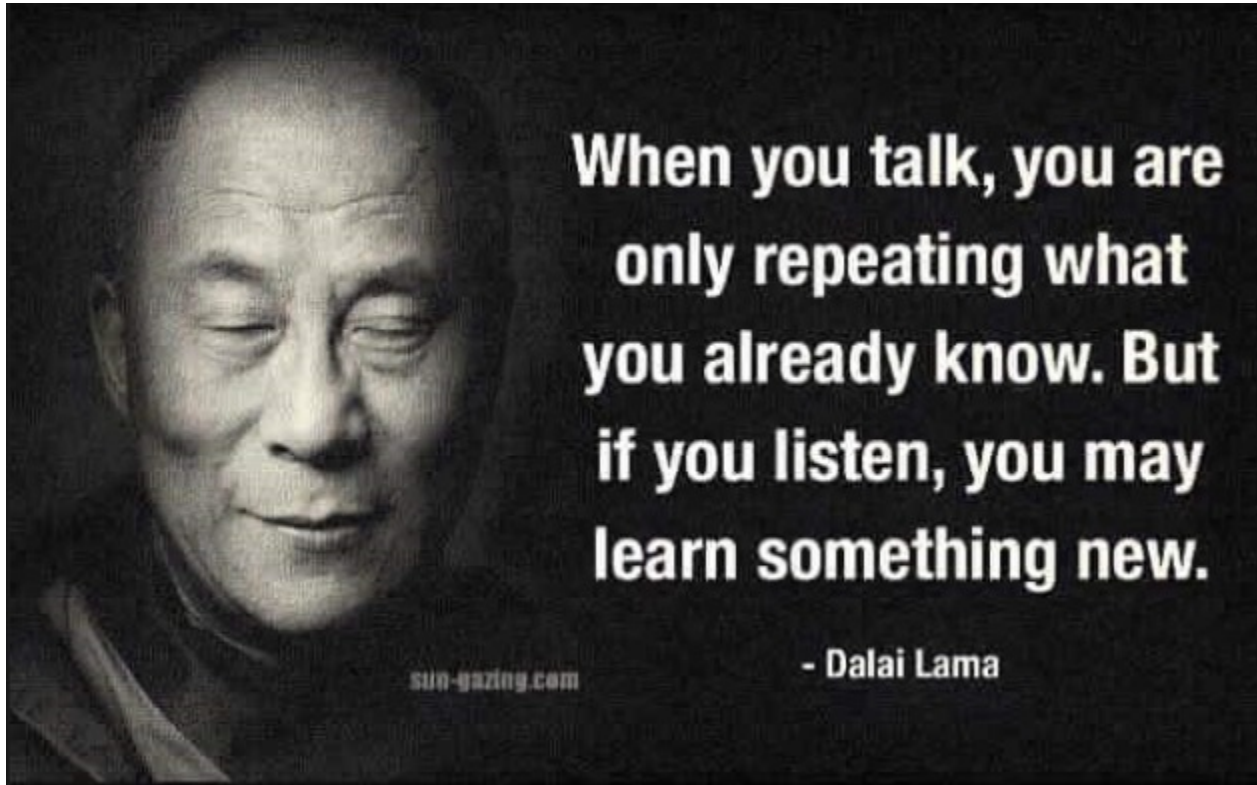 When you talk, you are
only repeating what
you already know. But
if you listen, you may
learn something new.
- Dalai Lama
sun-gazing.com